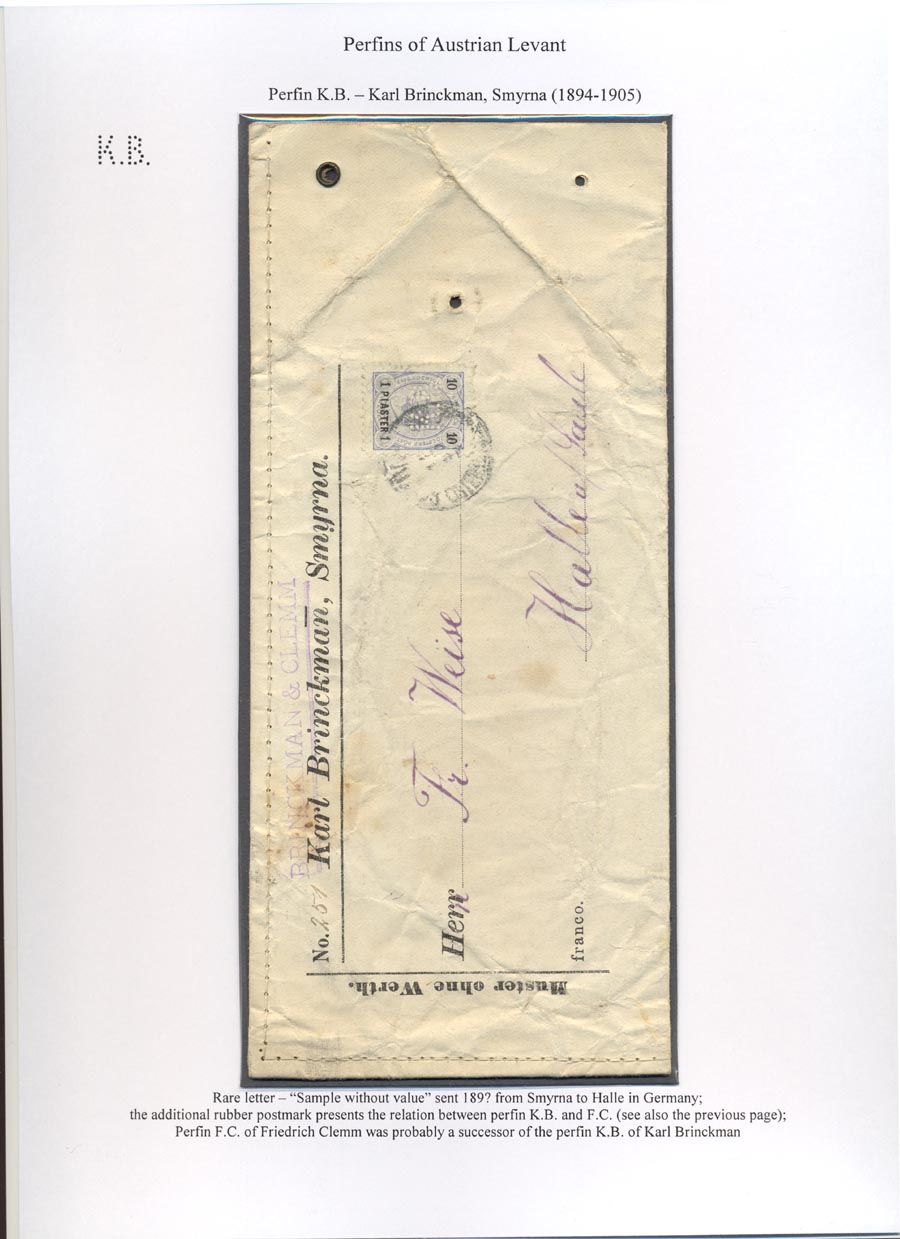 Perfins of Austrian Levant
Perfin K.B. – Karl Brinckman, Smyrna (1894-1905)
K.B.
BRINCKMAN & CLEMM
No. 251 Karl Brinckman, Smyrna.
10 10
1 PIASTER 1
Herrn Fr. Weise
Halle a/Saale
franco.
Muster ohne Werth.
Rare letter – “Sample without value” sent 189? from Smyrna to Halle in Germany;
the additional rubber postmark presents the relation between perfin K.B. and F.C. (see also the previous page);
Perfin F.C. of Friedrich Clemm was probably a successor of the perfin K.B. of Karl Brinckman